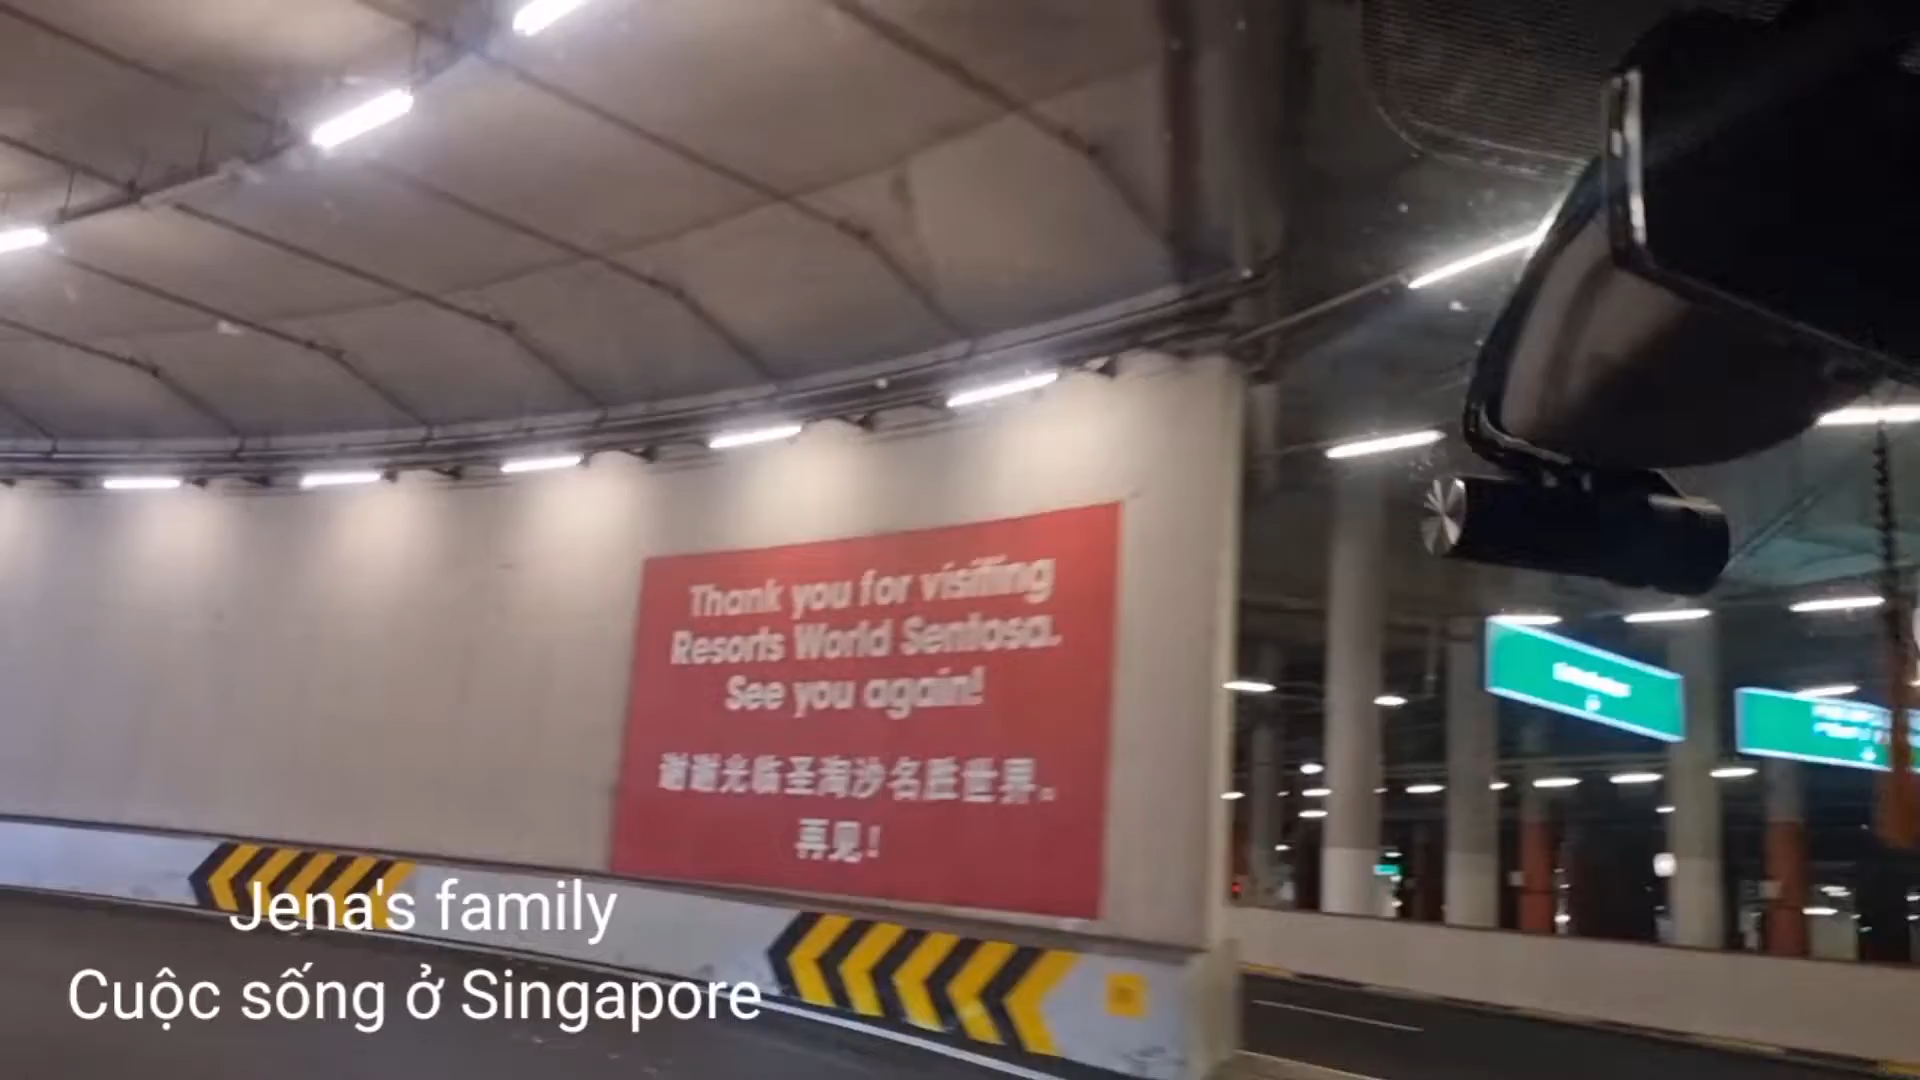 Thank you for visiting
Resorts World Sentosa.
See you again!
谢谢光临圣淘沙名胜世界。
再见!
Jena's family
Cuộc sống ở Singapore